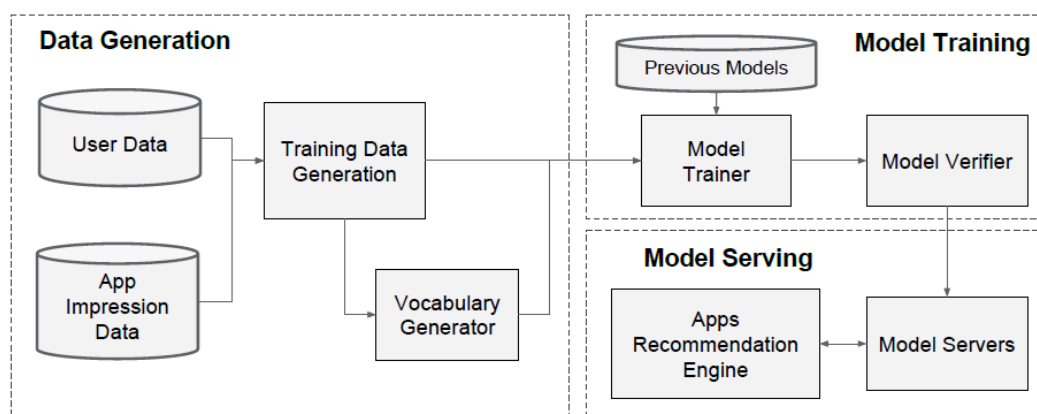 Data Generation
User Data
App
Impression
Data
Training Data
Generation
Vocabulary
Generator
Model Training
Previous Models
Model
Trainer
Model Verifier
Model Serving
Apps
Recommendation
Engine
Model Servers